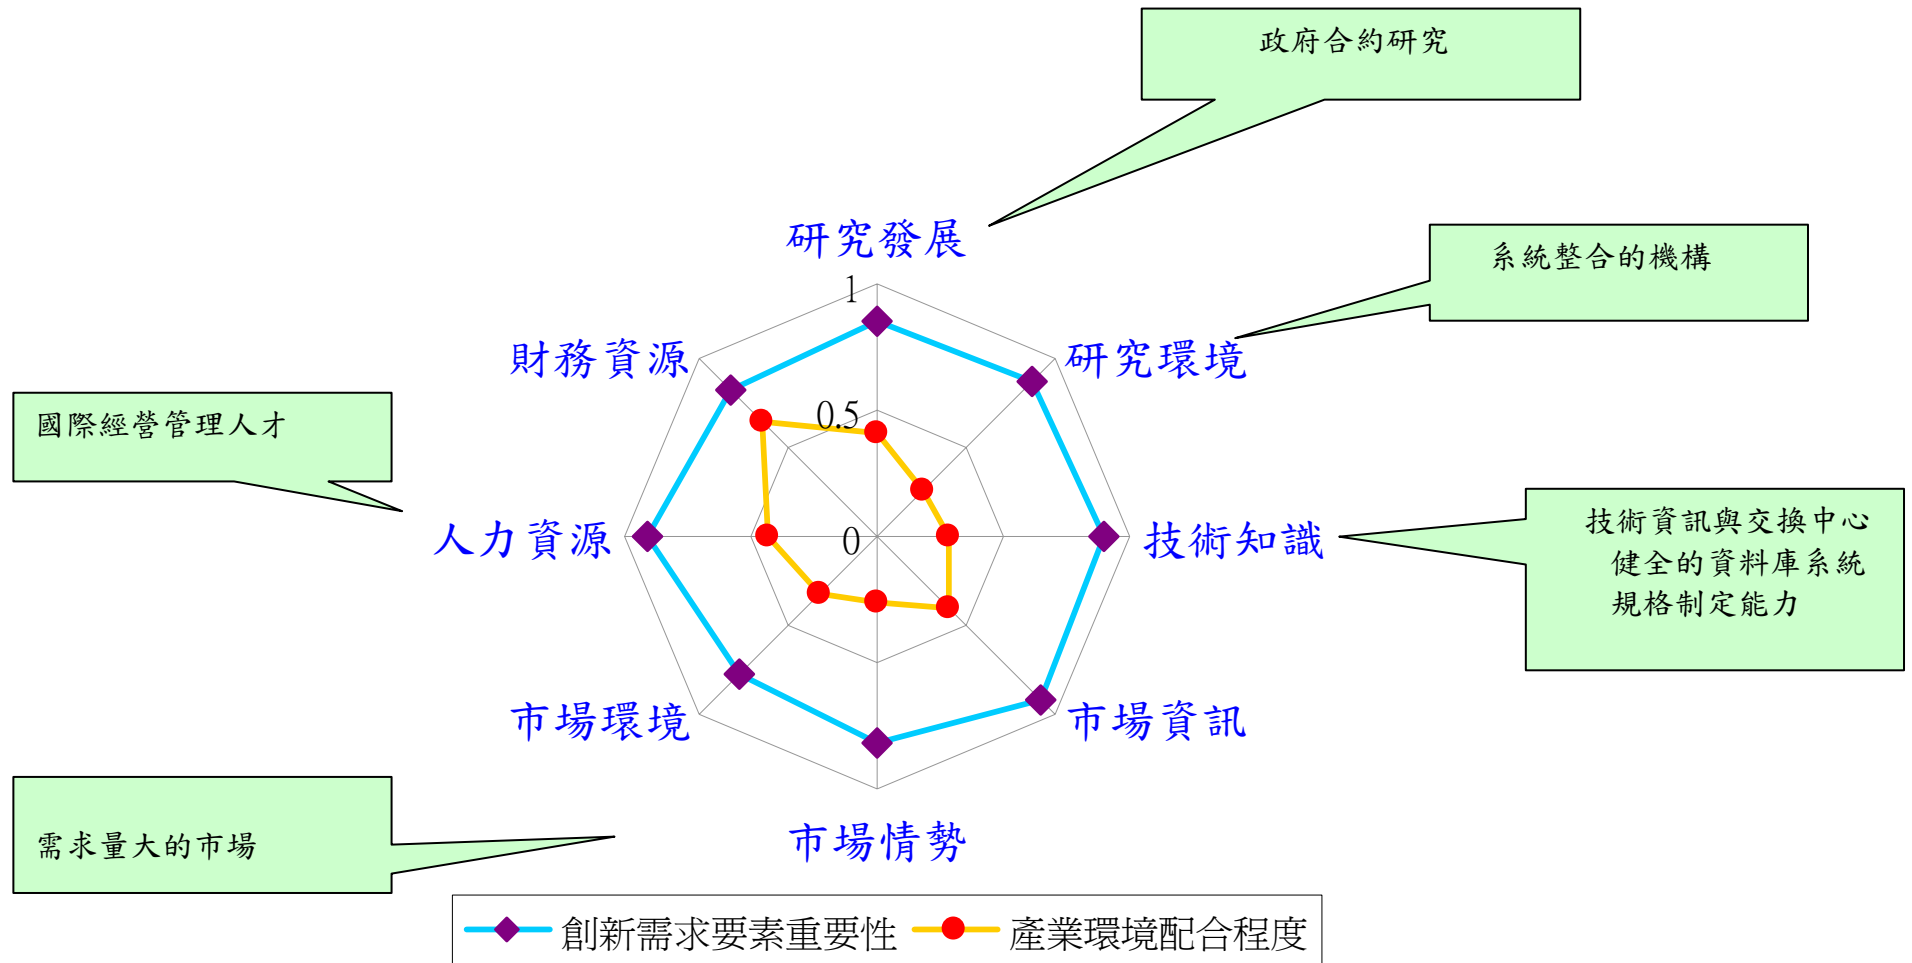 政府合約研究
系統整合的機構
研究發展
1
財務資源
研究環境
0.5
國際經營管理人才
人力資源
0
技術知識
技術資訊與交換中心
健全的資料庫系統
規格制定能力
市場環境
市場資訊
需求量大的市場
市場情勢
創新需求要素重要性
產業環境配合程度